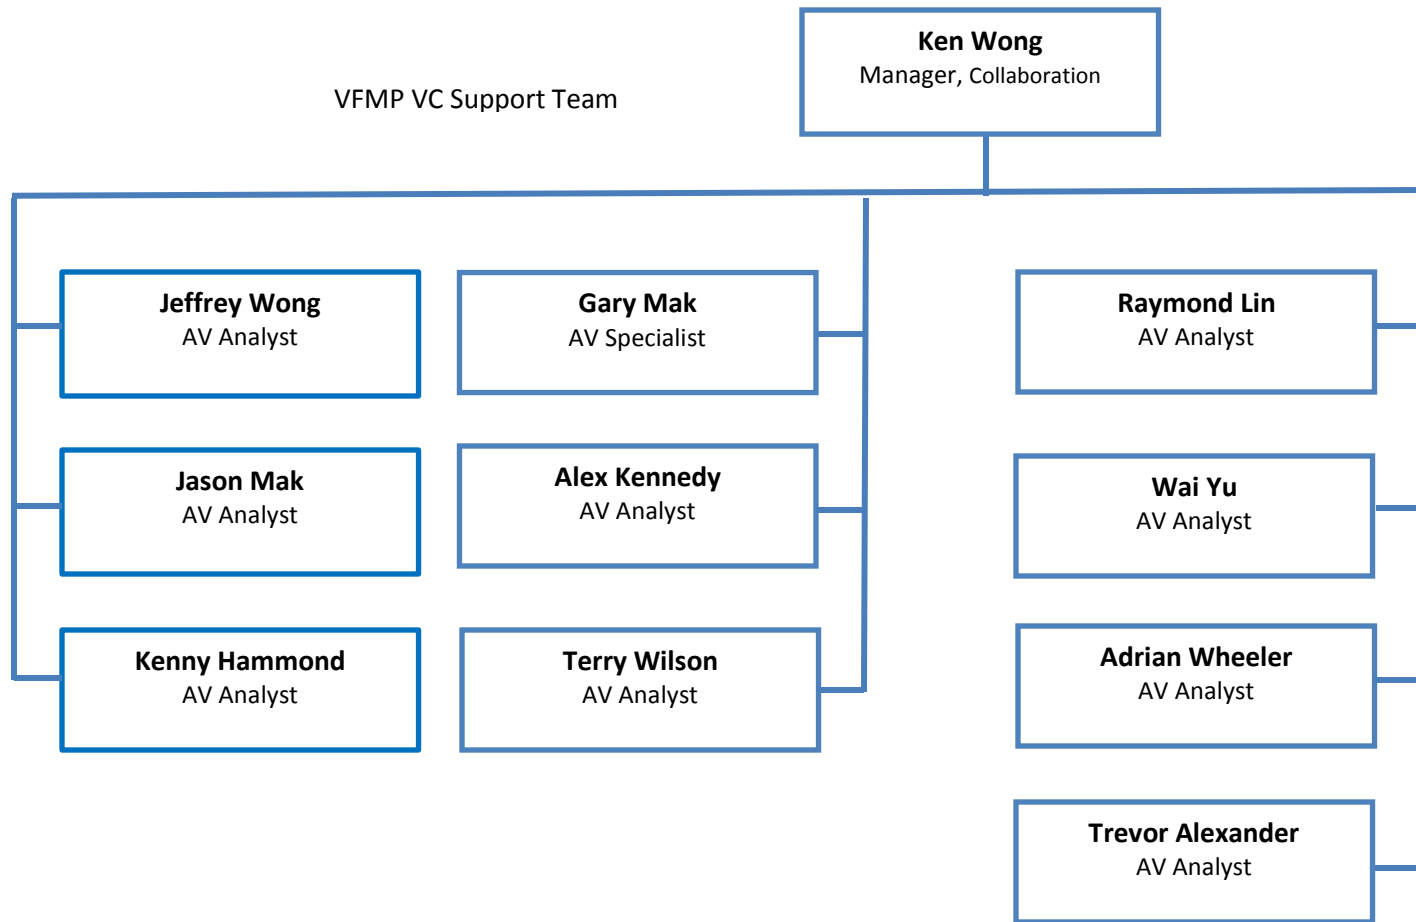 Ken Wong
Manager, Collaboration
VFMP VC Support Team
Jeffrey Wong
AV Analyst
Gary Mak
AV Specialist
Raymond Lin
AV Analyst
Jason Mak
AV Analyst
Alex Kennedy
AV Analyst
Wai Yu
AV Analyst
Kenny Hammond
AV Analyst
Terry Wilson
AV Analyst
Adrian Wheeler
AV Analyst
Trevor Alexander
AV Analyst